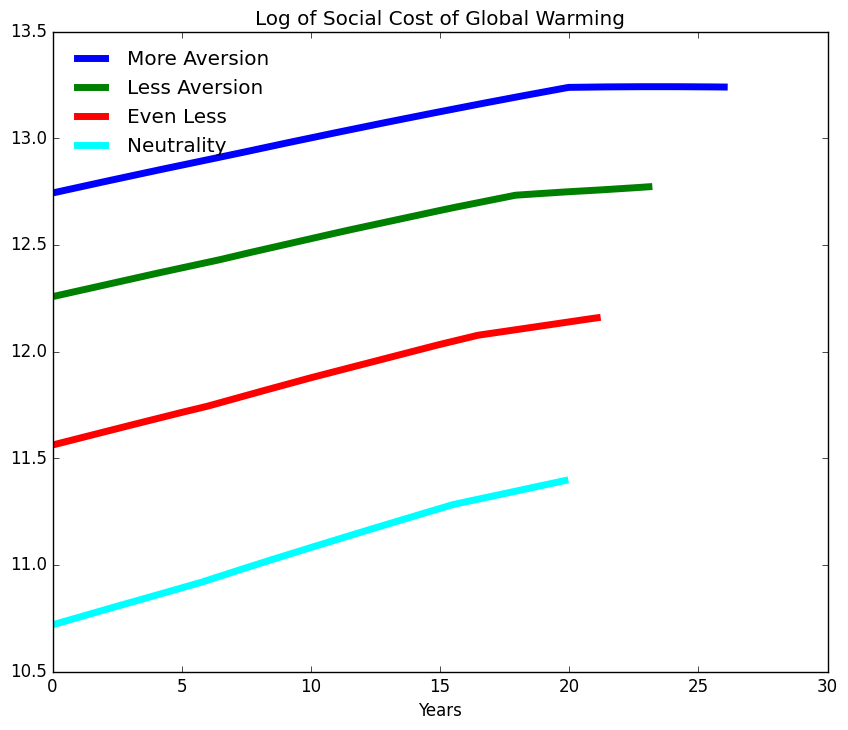 Log of Social Cost of Global Warming
13.5
13.0
12.5
12.0
11.5
11.0
10.5
More Aversion
Less Aversion
Even Less
Neutrality
0 5 10 15 20 25 30
Years